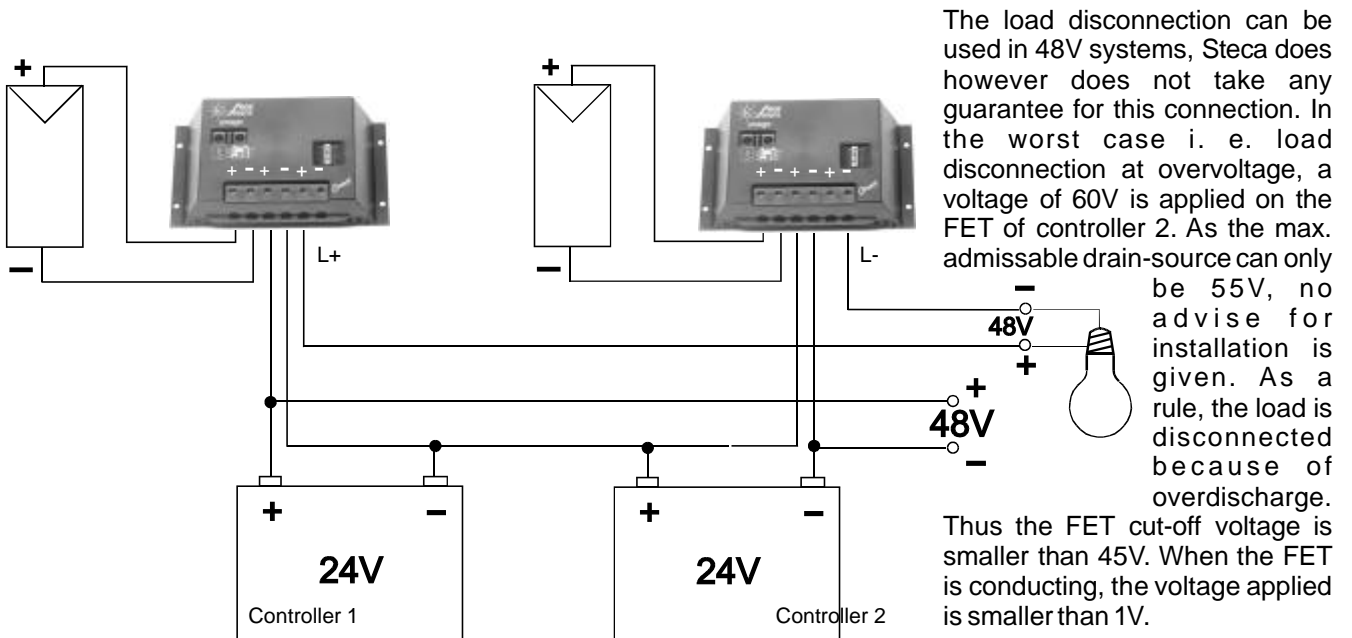 The load disconnection can be
used in 48V systems, Steca does
however does not take any
guarantee for this connection. In
the worst case i. e. load
disconnection at overvoltage, a
voltage of 60V is applied on the
FET of controller 2. As the max.
admissable drain-source can only
be 55V, no
advise for
installation is
given. As a
rule, the load is
disconnected
because of
overdischarge.
Thus the FET cut-off voltage is
smaller than 45V. When the FET
is conducting, the voltage applied
is smaller than 1V.
+
−
+ − + − + −
L+
+
−
+ − + − + −
L-
−
48V
+
+
48V
−
+ −
24V
Controller 1
+ −
24V
Controller 2